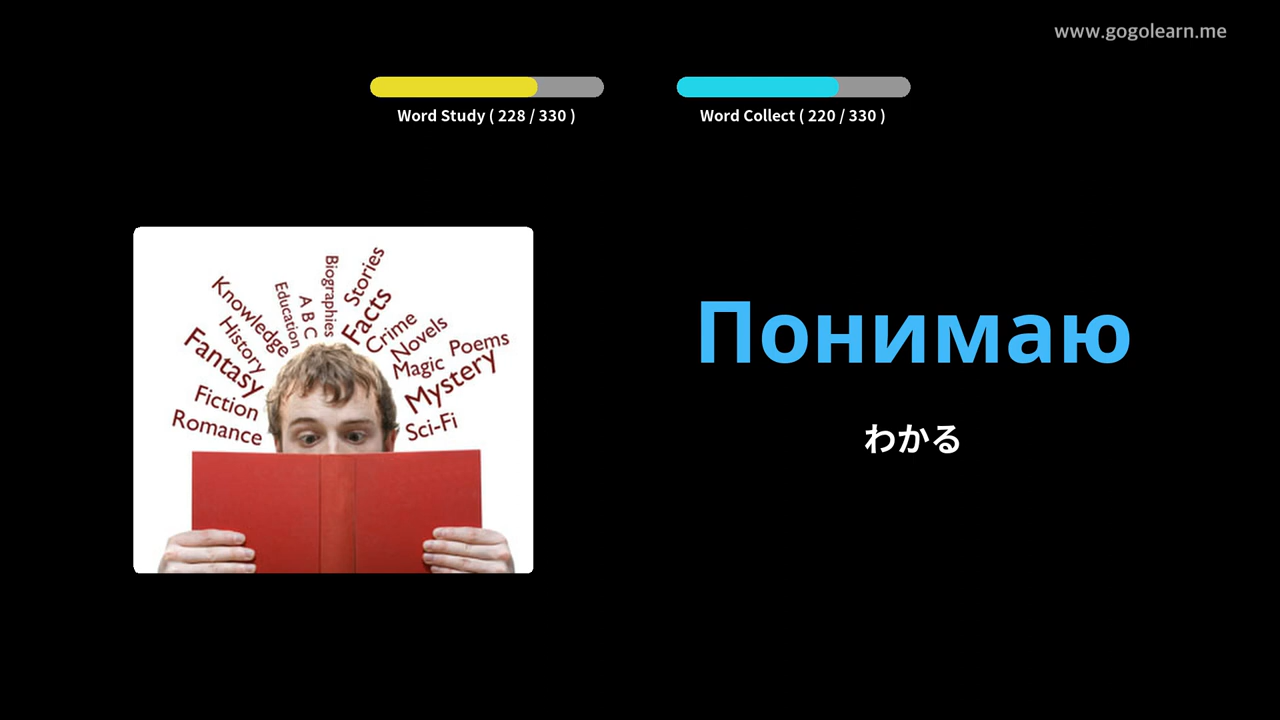 www.gogolearn.me
Word Study ( 228 / 330 )
Word Collect ( 220 / 330 )
Понимаю
わかる
Romance
Fiction
Fantasy
History
Knowledge
Education
A B C
Biographies
Stories
Facts
Crime
Novels
Magic
Poems
Mystery
Sci-Fi